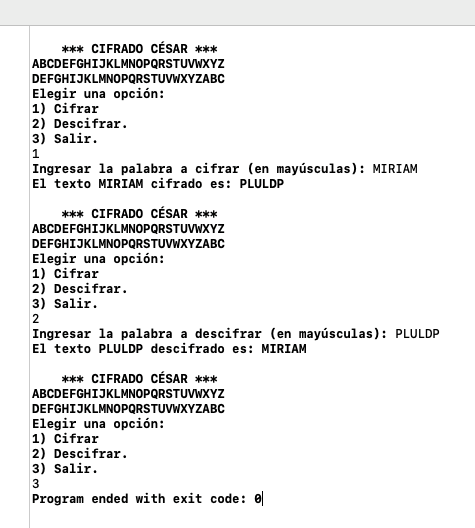 *** CIFRADO CÉSAR ***
ABCDEFGHIJKLMNOPQRSTUVWXYZ
DEFGHIJKLMNOPQRSTUVWXYZABC
Elegir una opción:
1) Cifrar
2) Descifrar.
3) Salir.
1
Ingresar la palabra a cifrar (en mayúsculas): MIRIAM
El texto MIRIAM cifrado es: PLULDP

*** CIFRADO CÉSAR ***
ABCDEFGHIJKLMNOPQRSTUVWXYZ
DEFGHIJKLMNOPQRSTUVWXYZABC
Elegir una opción:
1) Cifrar
2) Descifrar.
3) Salir.
2
Ingresar la palabra a descifrar (en mayúsculas): PLULDP
El texto PLULDP descifrado es: MIRIAM

*** CIFRADO CÉSAR ***
ABCDEFGHIJKLMNOPQRSTUVWXYZ
DEFGHIJKLMNOPQRSTUVWXYZABC
Elegir una opción:
1) Cifrar
2) Descifrar.
3) Salir.
3
Program ended with exit code: 0